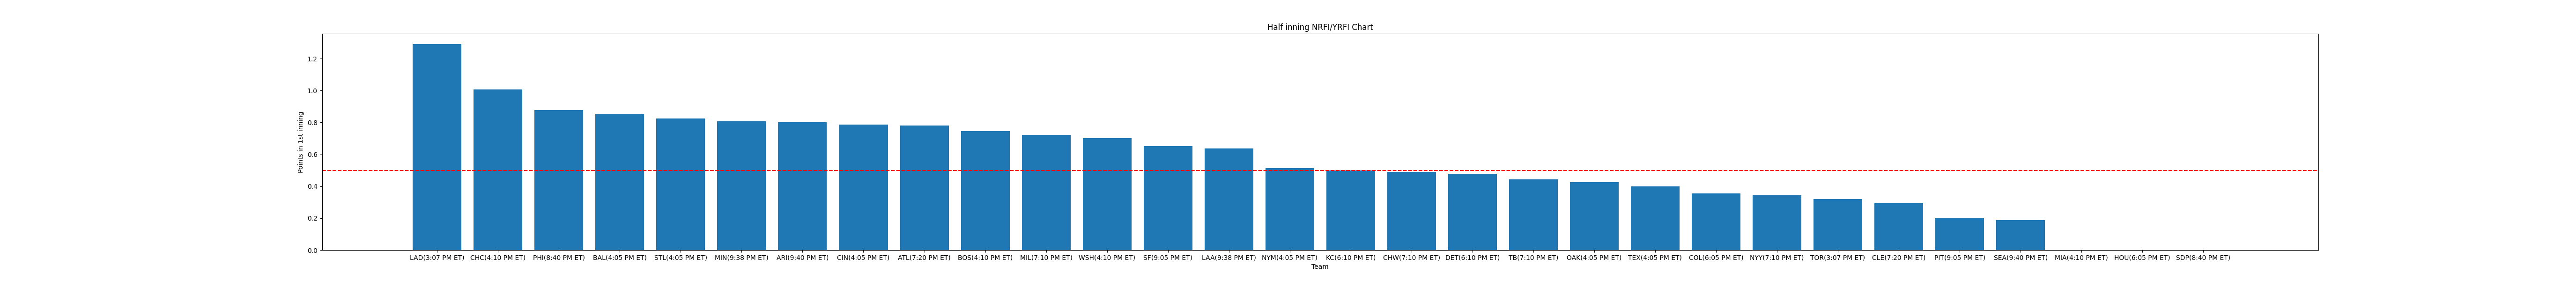 Half inning NRFI/YRFI Chart
Points in 1st inning
1.2
1.0
0.8
0.6
0.4
0.2
0.0
LAD(3:07 PM ET) CHC(4:10 PM ET) PHI(8:40 PM ET) BAL(4:05 PM ET) STL(4:05 PM ET) MIN(9:38 PM ET) ARI(9:40 PM ET) CIN(4:05 PM ET) ATL(7:20 PM ET) BOS(4:10 PM ET) MIL(7:10 PM ET) WSH(4:10 PM ET) SF(9:05 PM ET) LAA(9:38 PM ET) NYM(4:05 PM ET) KC(6:10 PM ET) CHW(7:10 PM ET) DET(6:10 PM ET) TB(7:10 PM ET) OAK(4:05 PM ET) TEX(4:05 PM ET) COL(6:05 PM ET) NYY(7:10 PM ET) TOR(3:07 PM ET) CLE(7:20 PM ET) PIT(9:05 PM ET) SEA(9:40 PM ET) MIA(4:10 PM ET) HOU(6:05 PM ET) SDP(8:40 PM ET)
Team